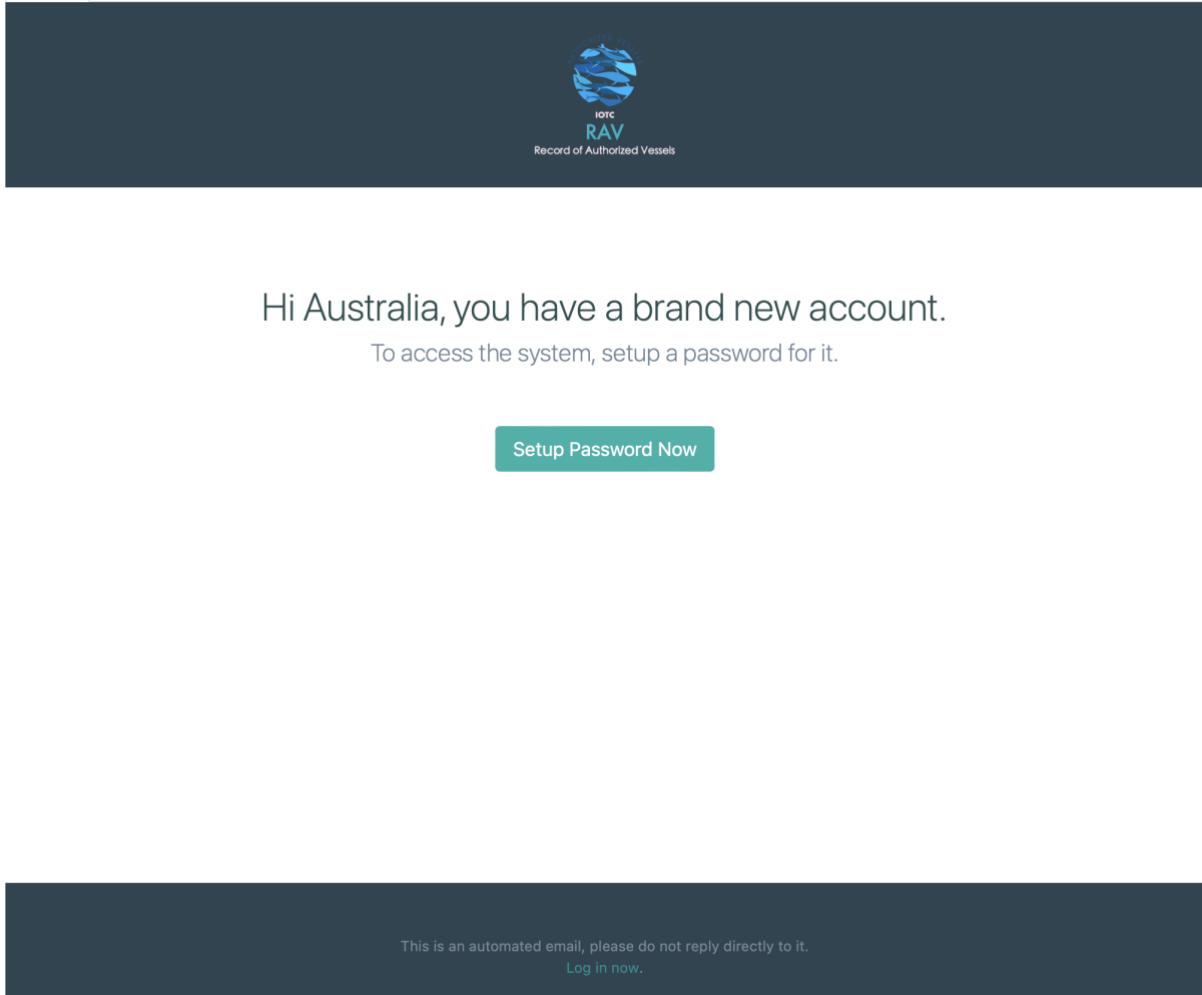 IOTC
RAV
Record of Authorized Vessels
Hi Australia, you have a brand new account.
To access the system, setup a password for it.
Setup Password Now
This is an automated email, please do not reply directly to it.
Log in now.